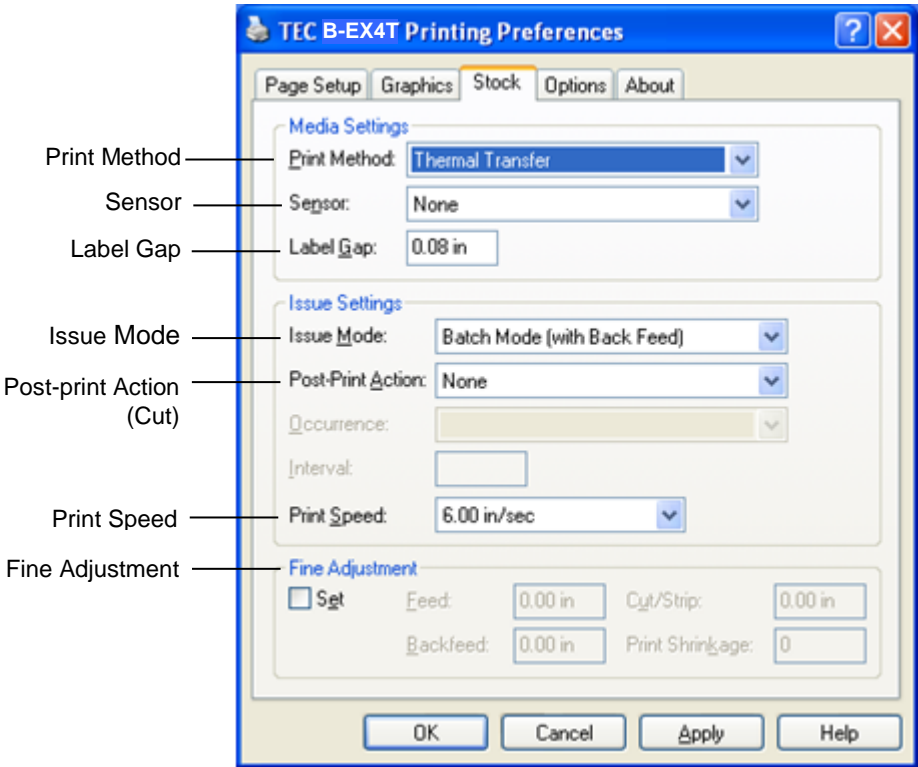 TEC B-EX4T Printing Preferences
Page Setup Graphics Stock Options About
Media Settings
Print Method Print Method: Thermal Transfer
Sensor Sensor: None
Label Gap Label Gap: 0.08 in
Issue Settings
Issue Mode Issue Mode: Batch Mode (with Back Feed)
Post-print Action (Cut) Post-Print Action: None
Occurrence:
Interval:
Print Speed Print Speed: 6.00 in/sec
Fine Adjustment Fine Adjustment
Set Feed: 0.00 in Cut/Strip: 0.00 in
Backfeed: 0.00 in Print Shrinkage: 0
OK Cancel Apply Help